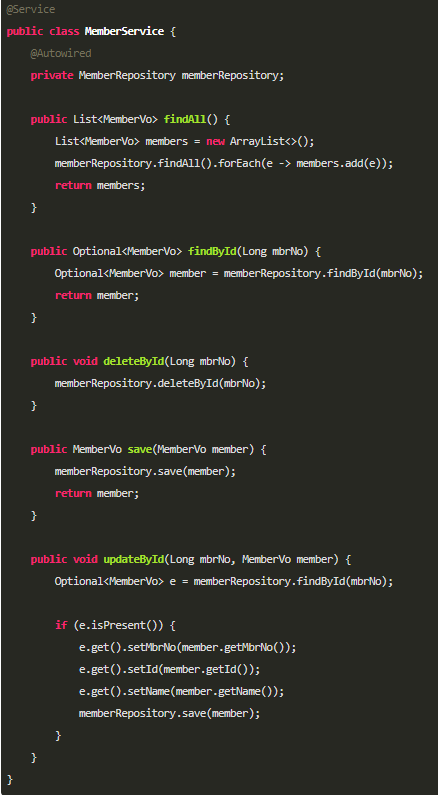 @Service
public class MemberService {
@Autowired
private MemberRepository memberRepository;
public List<MemberVo> findAll() {
List<MemberVo> members = new ArrayList<>();
memberRepository.findAll().forEach(e -> members.add(e));
return members;
}
public Optional<MemberVo> findById(Long mbrNo) {
Optional<MemberVo> member = memberRepository.findById(mbrNo);
return member;
}
public void deleteById(Long mbrNo) {
memberRepository.deleteById(mbrNo);
}
public MemberVo save(MemberVo member) {
memberRepository.save(member);
return member;
}
public void updateById(Long mbrNo, MemberVo member) {
Optional<MemberVo> e = memberRepository.findById(mbrNo);
if (e.isPresent()) {
e.get().setMbrNo(member.getMbrNo());
e.get().setId(member.getId());
e.get().setName(member.getName());
memberRepository.save(member);
}
}
}